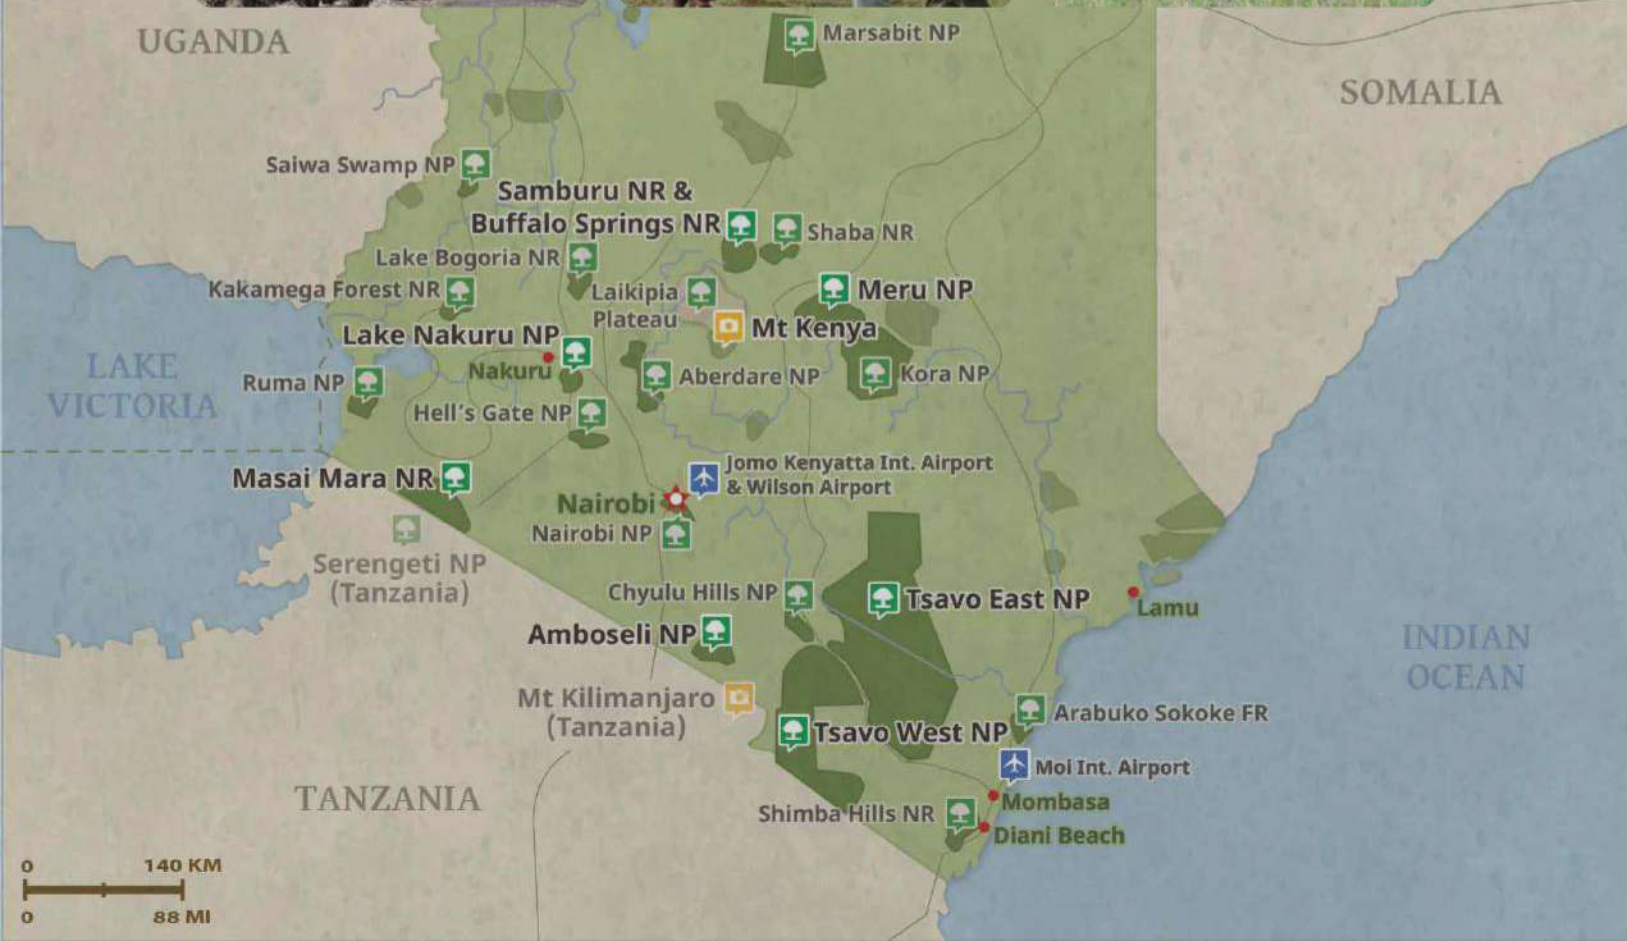 UGANDA
Marsabit NP
SOMALIA
Saiwa Swamp NP
Samburu NR &
Buffalo Springs NR
Shaba NR
Lake Bogoria NR
Kakamega Forest NR
Laikipia
Plateau
Meru NP
Mt Kenya
Lake Nakuru NP
Nakuru
LAKE
VICTORIA
Ruma NP
Aberdare NP
Kora NP
Hell's Gate NP
Masai Mara NR
Jomo Kenyatta Int. Airport
& Wilson Airport
Nairobi
Nairobi NP
Serengeti NP
(Tanzania)
Chyulu Hills NP
Tsavo East NP
Lamu
Amboseli NP
INDIAN
OCEAN
Mt Kilimanjaro
(Tanzania)
Arabuko Sokoke FR
Tsavo West NP
Moi Int. Airport
TANZANIA
Mombasa
Shimba Hills NR
Diani Beach
0 140 KM
0 88 MI